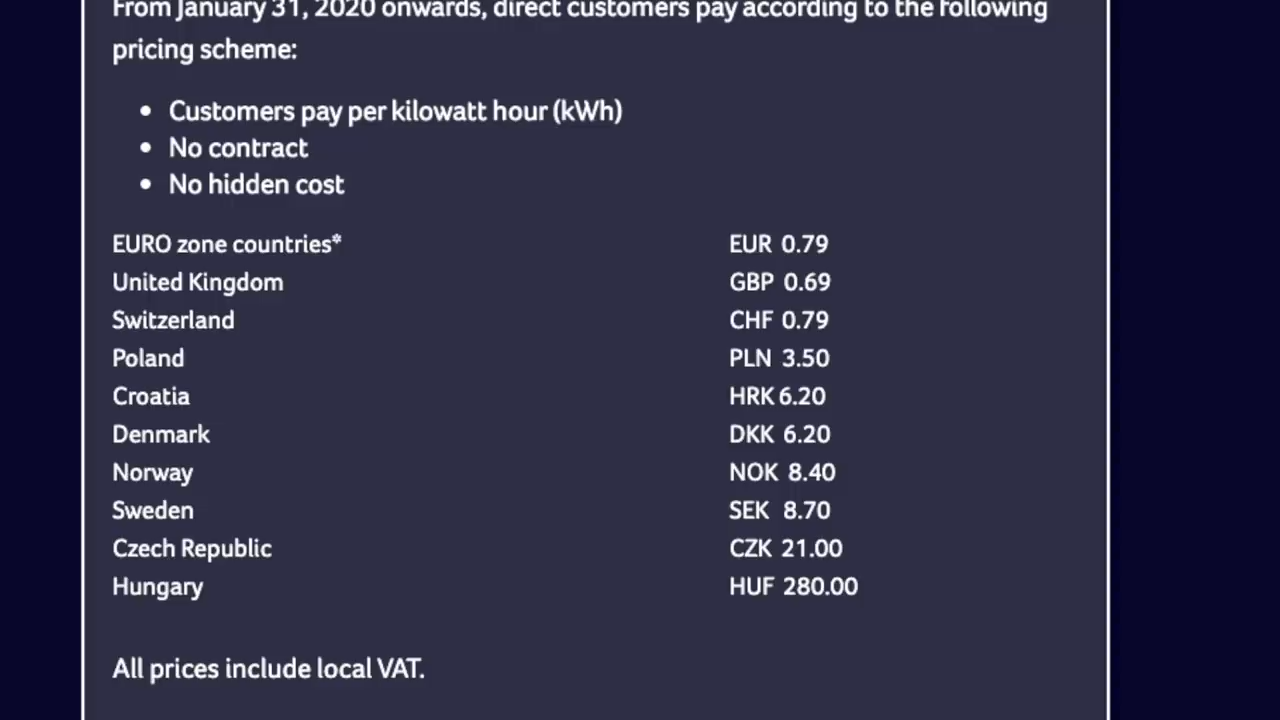 From January 31, 2020 onwards, direct customers pay according to the following
pricing scheme:
• Customers pay per kilowatt hour (kWh)
• No contract
• No hidden cost
EURO zone countries* EUR 0.79
United Kingdom GBP 0.69
Switzerland CHF 0.79
Poland PLN 3.50
Croatia HRK 6.20
Denmark DKK 6.20
Norway NOK 8.40
Sweden SEK 8.70
Czech Republic CZK 21.00
Hungary HUF 280.00
All prices include local VAT.